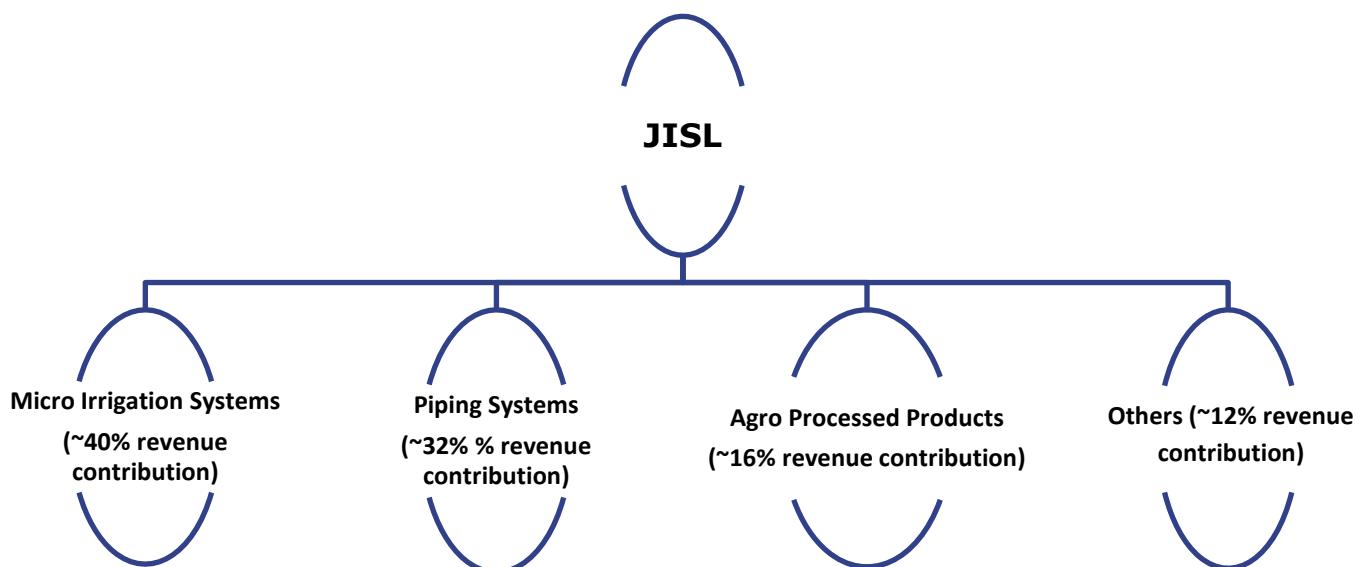 JISL
Micro Irrigation Systems
(~40% revenue
contribution)
Piping Systems
(~32% % revenue
contribution)
Agro Processed Products
(~16% revenue contribution)
Others (~12% revenue
contribution)